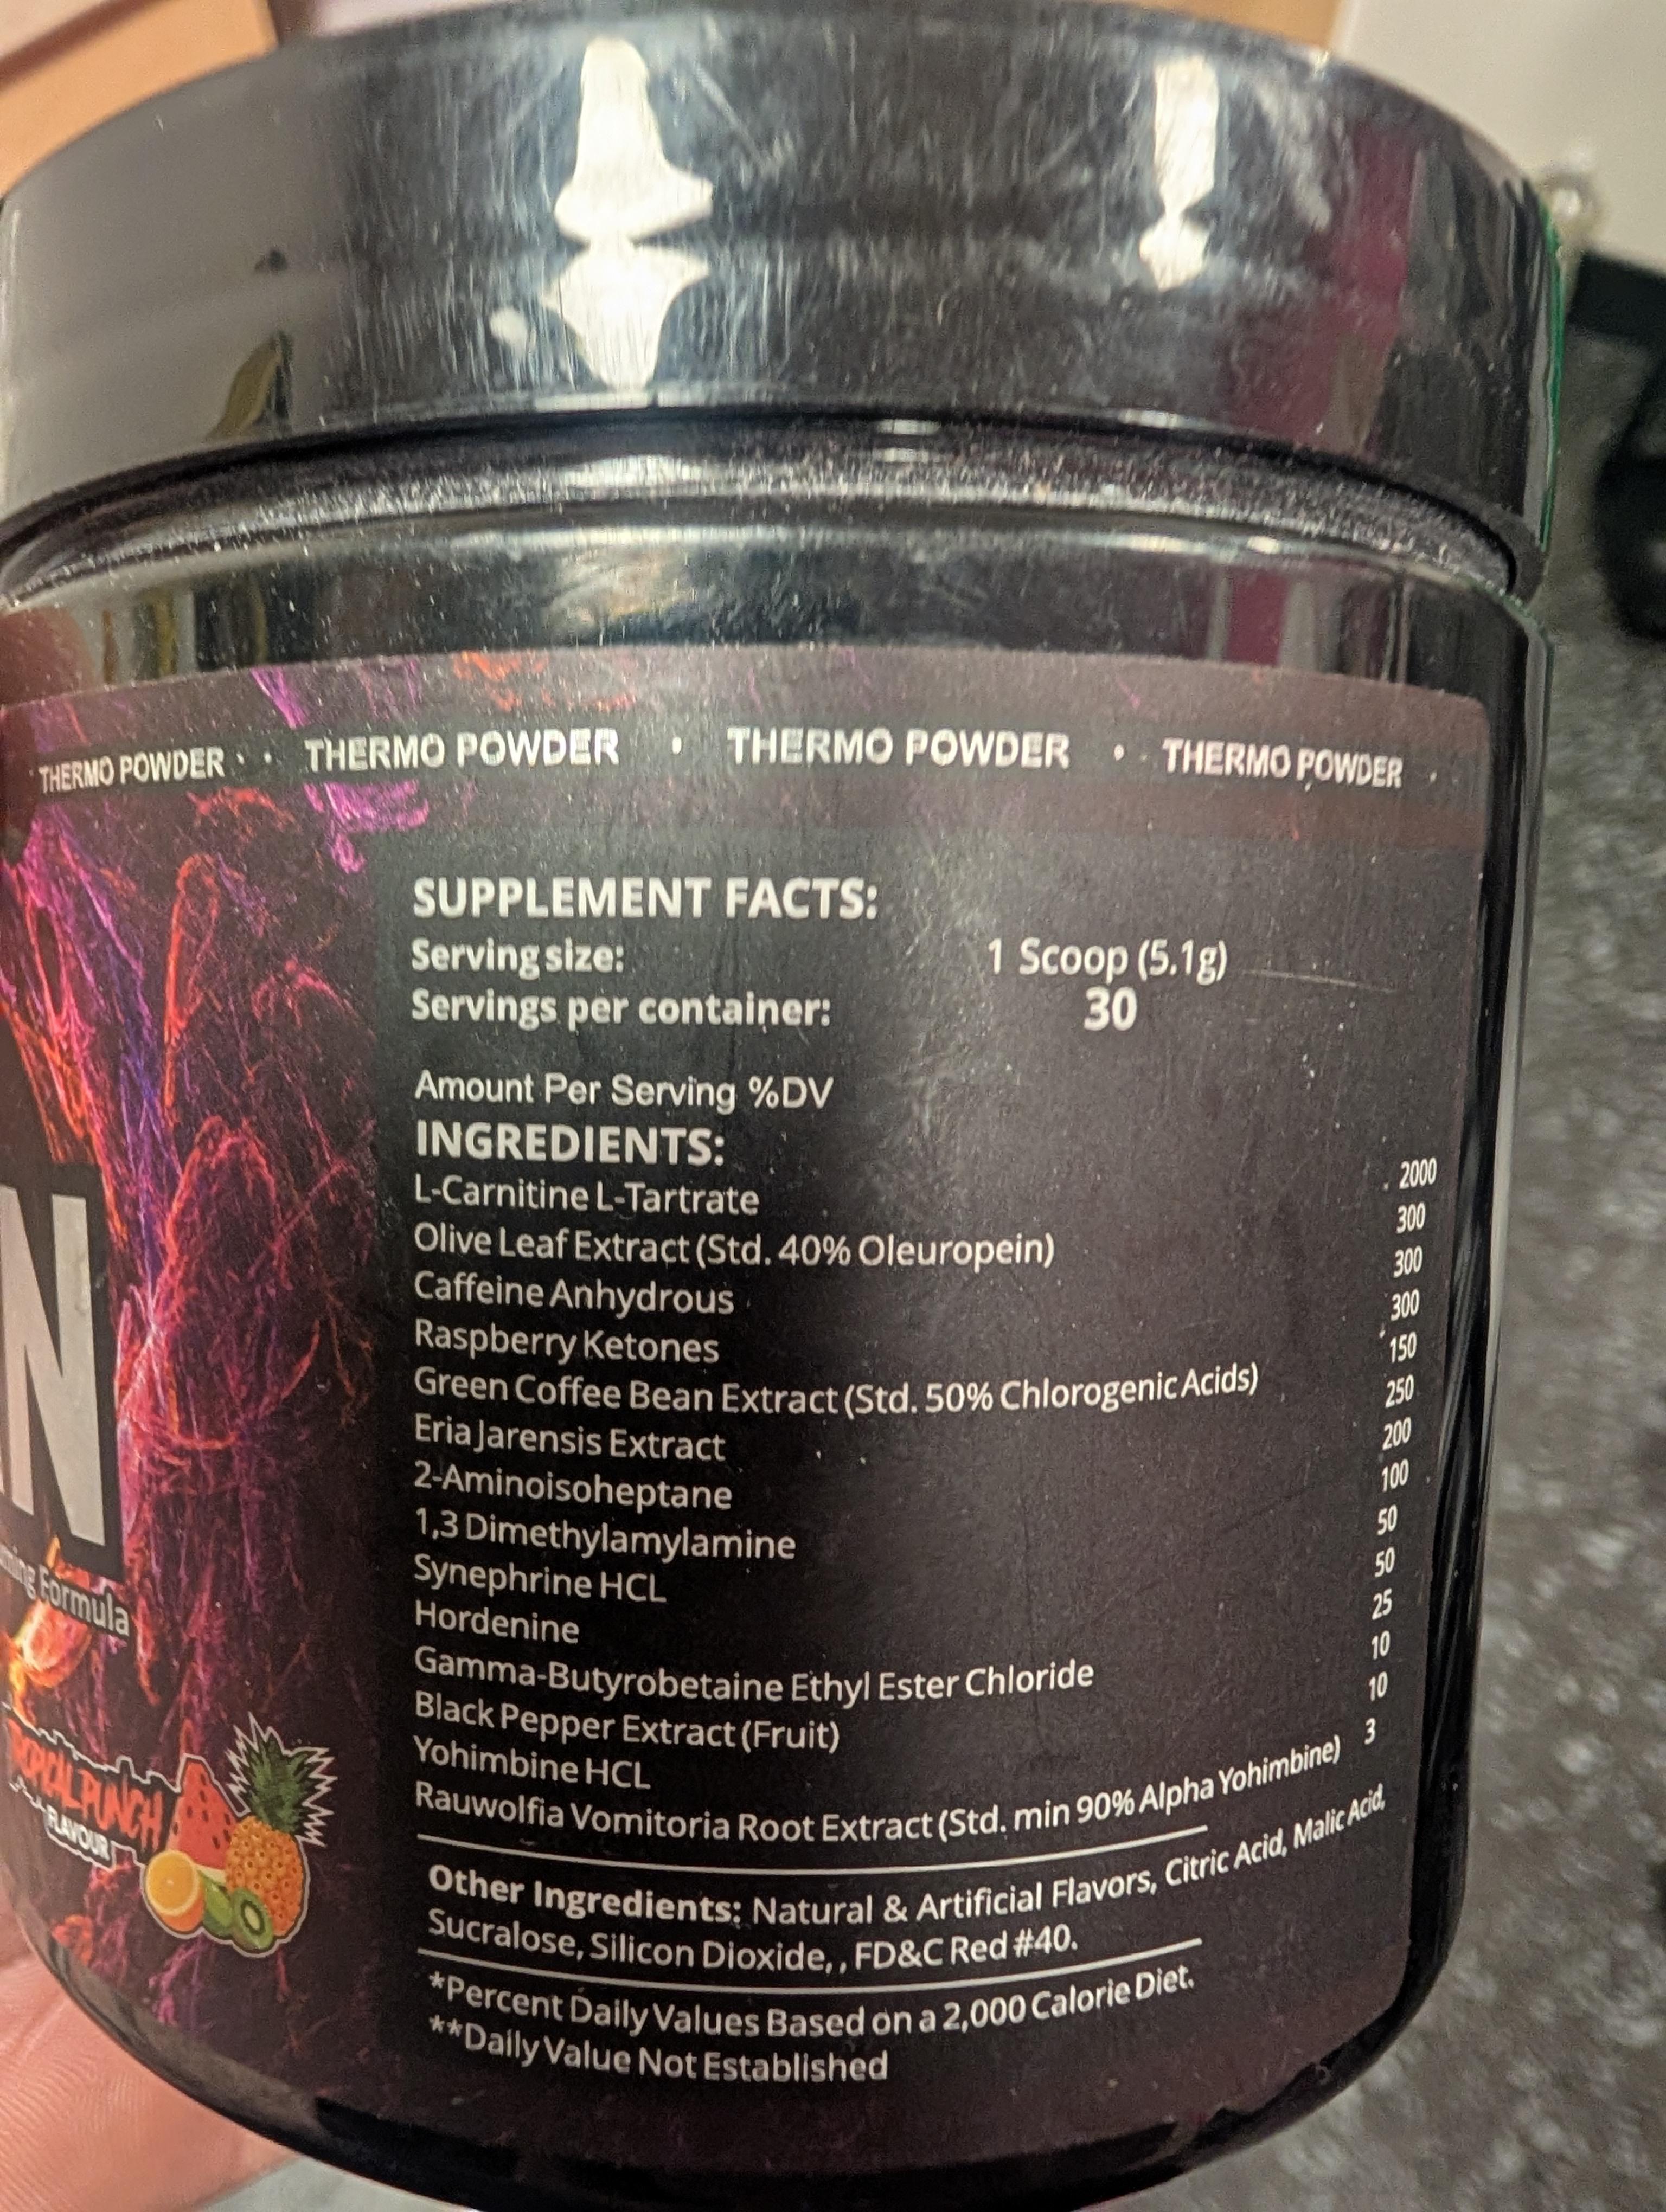 THERMO POWDER · · THERMO POWDER · THERMO POWDER · · THERMO POWDER ·
SUPPLEMENT FACTS:
Serving size: 1 Scoop (5.1g)
Servings per container: 30
Amount Per Serving %DV
INGREDIENTS:
L-Carnitine L-Tartrate 2000
Olive Leaf Extract (Std. 40% Oleuropein) 300
Caffeine Anhydrous 300
Raspberry Ketones 300
Green Coffee Bean Extract (Std. 50% Chlorogenic Acids) 150
Eria Jarensis Extract 250
2-Aminoisoheptane 200
1,3 Dimethylamylamine 100
Synephrine HCL 50
Hordenine 50
Gamma-Butyrobetaine Ethyl Ester Chloride 25
Black Pepper Extract (Fruit) 10
Yohimbine HCL 10
Rauwolfia Vomitoria Root Extract (Std. min 90% Alpha Yohimbine) 3
Other Ingredients: Natural & Artificial Flavors, Citric Acid, Malic Acid,
Sucralose, Silicon Dioxide, , FD&C Red #40.
*Percent Daily Values Based on a 2,000 Calorie Diet.
**Daily Value Not Established
N
Formula
TROPICAL PUNCH
FLAVOUR